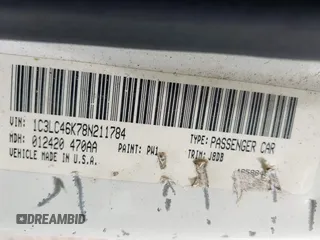 VIN: 1C3LC46K78N211784
MDH: 012420 470AA
VEHICLE MADE IN U.S.A.
PAINT: PW1
TYPE: PASSENGER CAR
TRIM: J8DB
DREAMBID